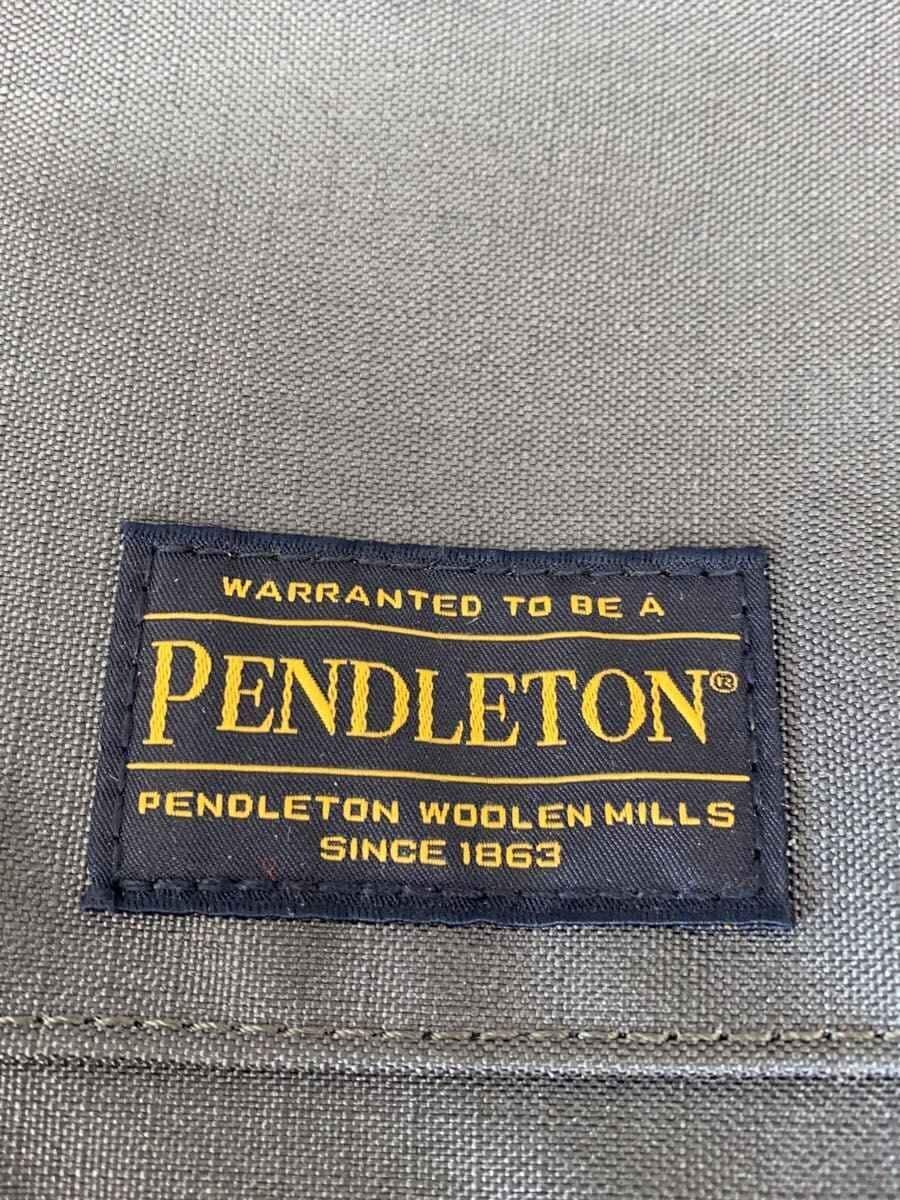 WARRANTED TO BE A
PENDLETON®
PENDLETON WOOLEN MILLS
SINCE 1863